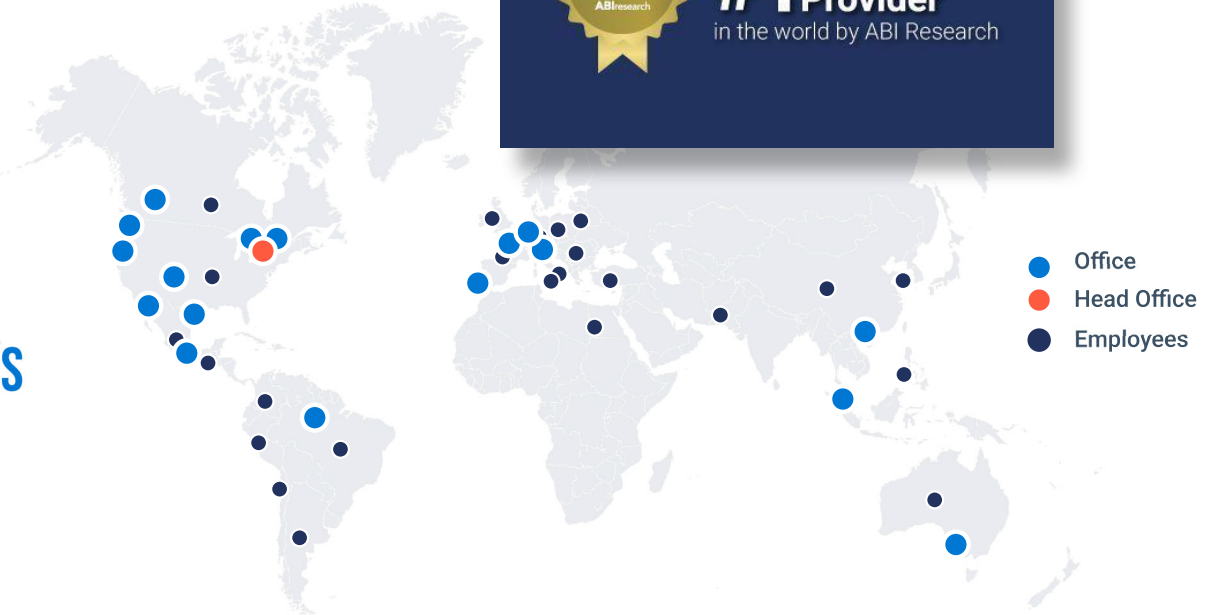 ABIresearch
Provider
in the world by ABI Research
Office
Head Office
Employees
S